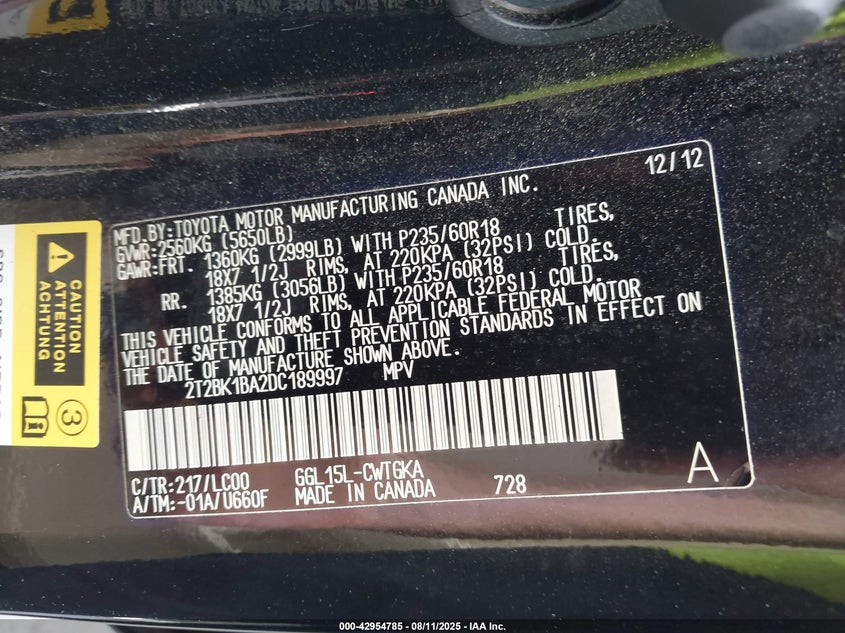 12/12
MFD.BY:TOYOTA MOTOR MANUFACTURING CANADA INC.
GVWR:2560KG (5650LB)
GAWR:FRT. 1360KG (2999LB) WITH P235/60R18 TIRES,
18X7 1/2J RIMS, AT 220KPA (32PSI) COLD.
RR. 1385KG (3056LB) WITH P235/60R18 TIRES,
18X7 1/2J RIMS, AT 220KPA (32PSI) COLD.
THIS VEHICLE CONFORMS TO ALL APPLICABLE FEDERAL MOTOR
VEHICLE SAFETY AND THEFT PREVENTION STANDARDS IN EFFECT ON
THE DATE OF MANUFACTURE SHOWN ABOVE.
2T2BK1BA2DC189997 MPV
C/TR:217/LC00 GGL15L-CWTGKA
A/TM:-01A/U660F MADE IN CANADA 728
A
CAUTION
ATTENTION
ACHTUNG
3
000-42954785 - 08/11/2025 - IAA Inc.